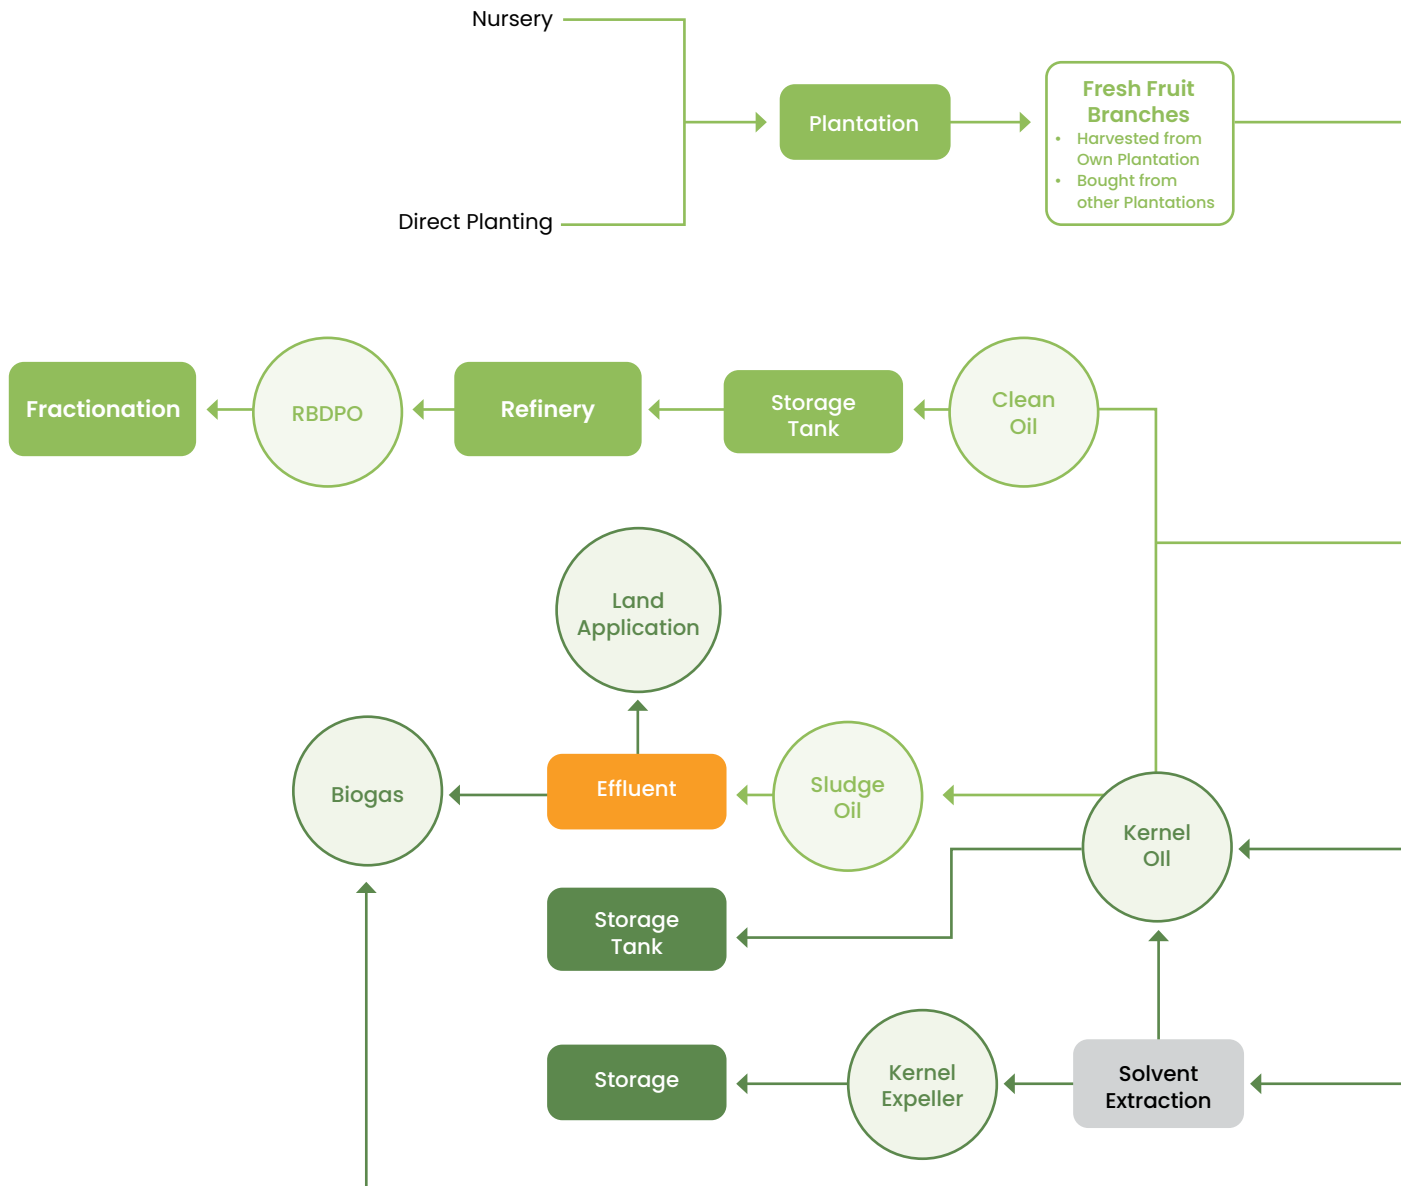 Nursery
Plantation
Fresh Fruit
Branches
• Harvested from
Own Plantation
• Bought from
other Plantations
Direct Planting
Fractionation
RBDPO
Refinery
Storage
Tank
Clean
Oil
Land
Application
Biogas
Effluent
Sludge
Oil
Kernel
OIl
Storage
Tank
Storage
Kernel
Expeller
Solvent
Extraction